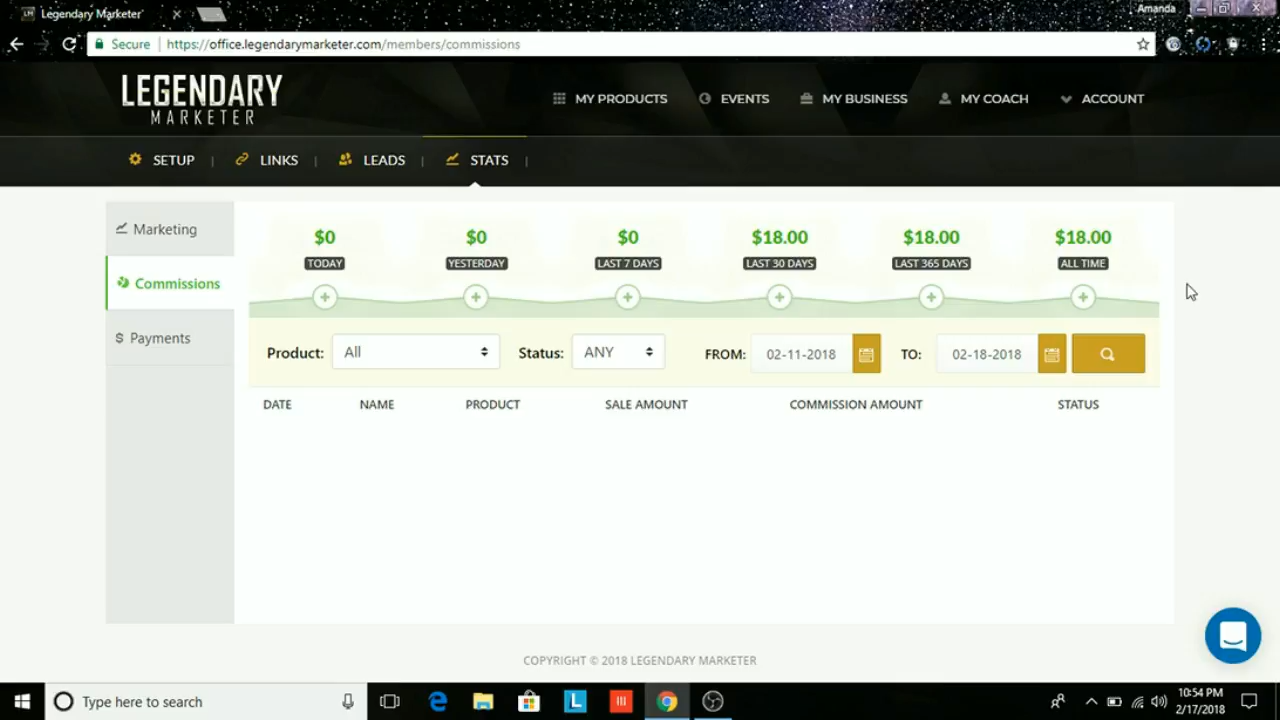 LM Legendary Marketer
Amanda
Secure https://office.legendarymarketer.com/members/commissions
LEGENDARY
MARKETER
MY PRODUCTS EVENTS MY BUSINESS MY COACH ACCOUNT
SETUP | LINKS | LEADS | STATS |
Marketing
Commissions
$ Payments
$0 $0 $0 $18.00 $18.00 $18.00
TODAY YESTERDAY LAST 7 DAYS LAST 30 DAYS LAST 365 DAYS ALL TIME
Product: All Status: ANY FROM: 02-11-2018 TO: 02-18-2018
DATE NAME PRODUCT SALE AMOUNT COMMISSION AMOUNT STATUS
COPYRIGHT © 2018 LEGENDARY MARKETER
Type here to search
L
10:54 PM
2/17/2018